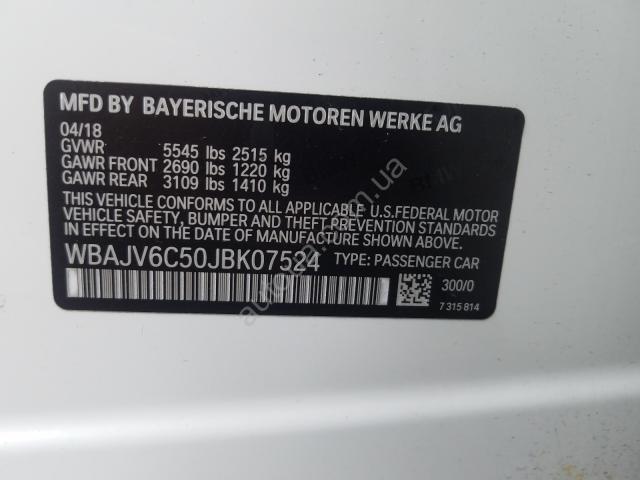 MFD BY BAYERISCHE MOTOREN WERKE AG
04/18
GVWR 5545 lbs 2515 kg
GAWR FRONT 2690 lbs 1220 kg
GAWR REAR 3109 lbs 1410 kg
THIS VEHICLE CONFORMS TO ALL APPLICABLE U.S.FEDERAL MOTOR
VEHICLE SAFETY, BUMPER AND THEFT PREVENTION STANDARDS
IN EFFECT ON THE DATE OF MANUFACTURE SHOWN ABOVE.
WBAJV6C50JBK07524 TYPE: PASSENGER CAR
300/0
7 315 814